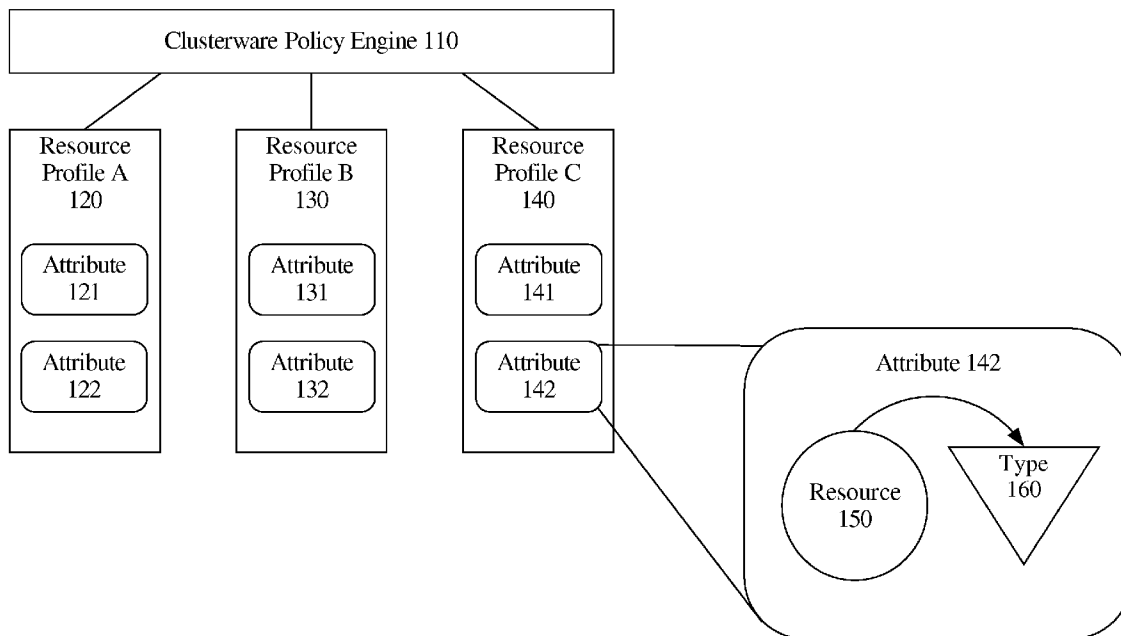 Clusterware Policy Engine 110
Resource
Profile A
120
Attribute
121
Attribute
122
Resource
Profile B
130
Attribute
131
Attribute
132
Resource
Profile C
140
Attribute
141
Attribute
142
Attribute 142
Resource
150
Type
160